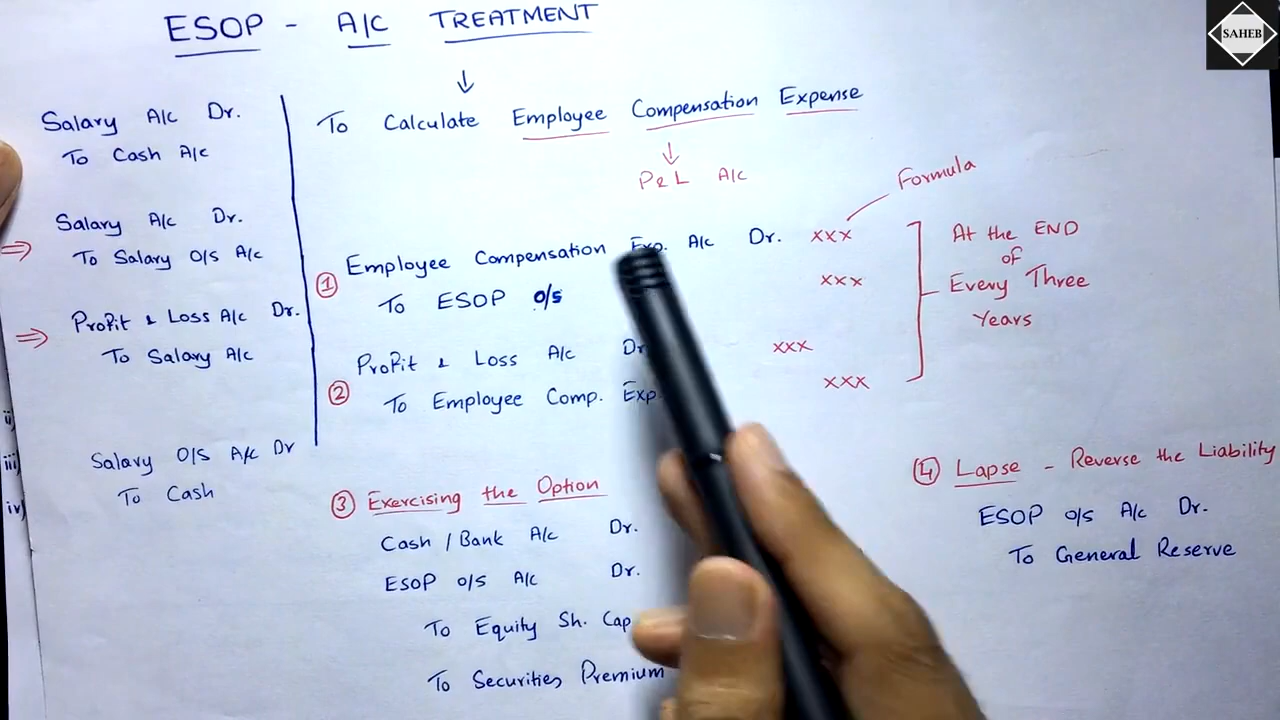 ESOP - A/C TREATMENT
SAHEB
Salary A/C Dr.
To Cash A/C
Salary A/C Dr.
To Salary O/S A/C
Profit & Loss A/C Dr.
To Salary A/C
Salary O/S A/C Dr
To Cash
ii)
iii)
iv)
To Calculate Employee Compensation Expense
P&L A/C
Formula
① Employee Compensation Exp. A/C Dr. xxx
To ESOP O/S xxx
② Profit & Loss A/C Dr xxx
To Employee Comp. Exp. xxx
At the END
of
Every Three
Years
③ Exercising the Option
Cash / Bank A/C Dr.
ESOP O/S A/C Dr.
To Equity Sh. Cap
To Securities Premium
④ Lapse - Reverse the Liability
ESOP O/S A/C Dr.
To General Reserve